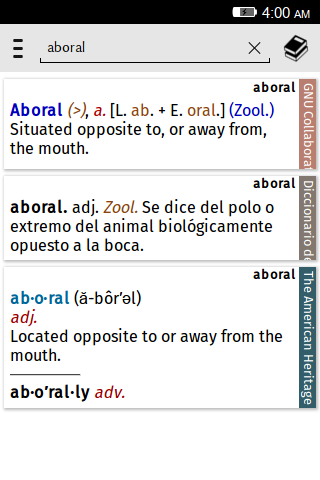 4:00 AM
aboral
aboral
Aboral (>), a. [L. ab. + E. oral.] (Zool.)
Situated opposite to, or away from,
the mouth.
GNU Collaborat
aboral
aboral. adj. Zool. Se dice del polo o
extremo del animal biológicamente
opuesto a la boca.
Diccionario de
aboral
ab·o·ral (ă-bôr′əl)
adj.
Located opposite to or away from the
mouth.
ab·o′ral·ly adv.
The American Heritage